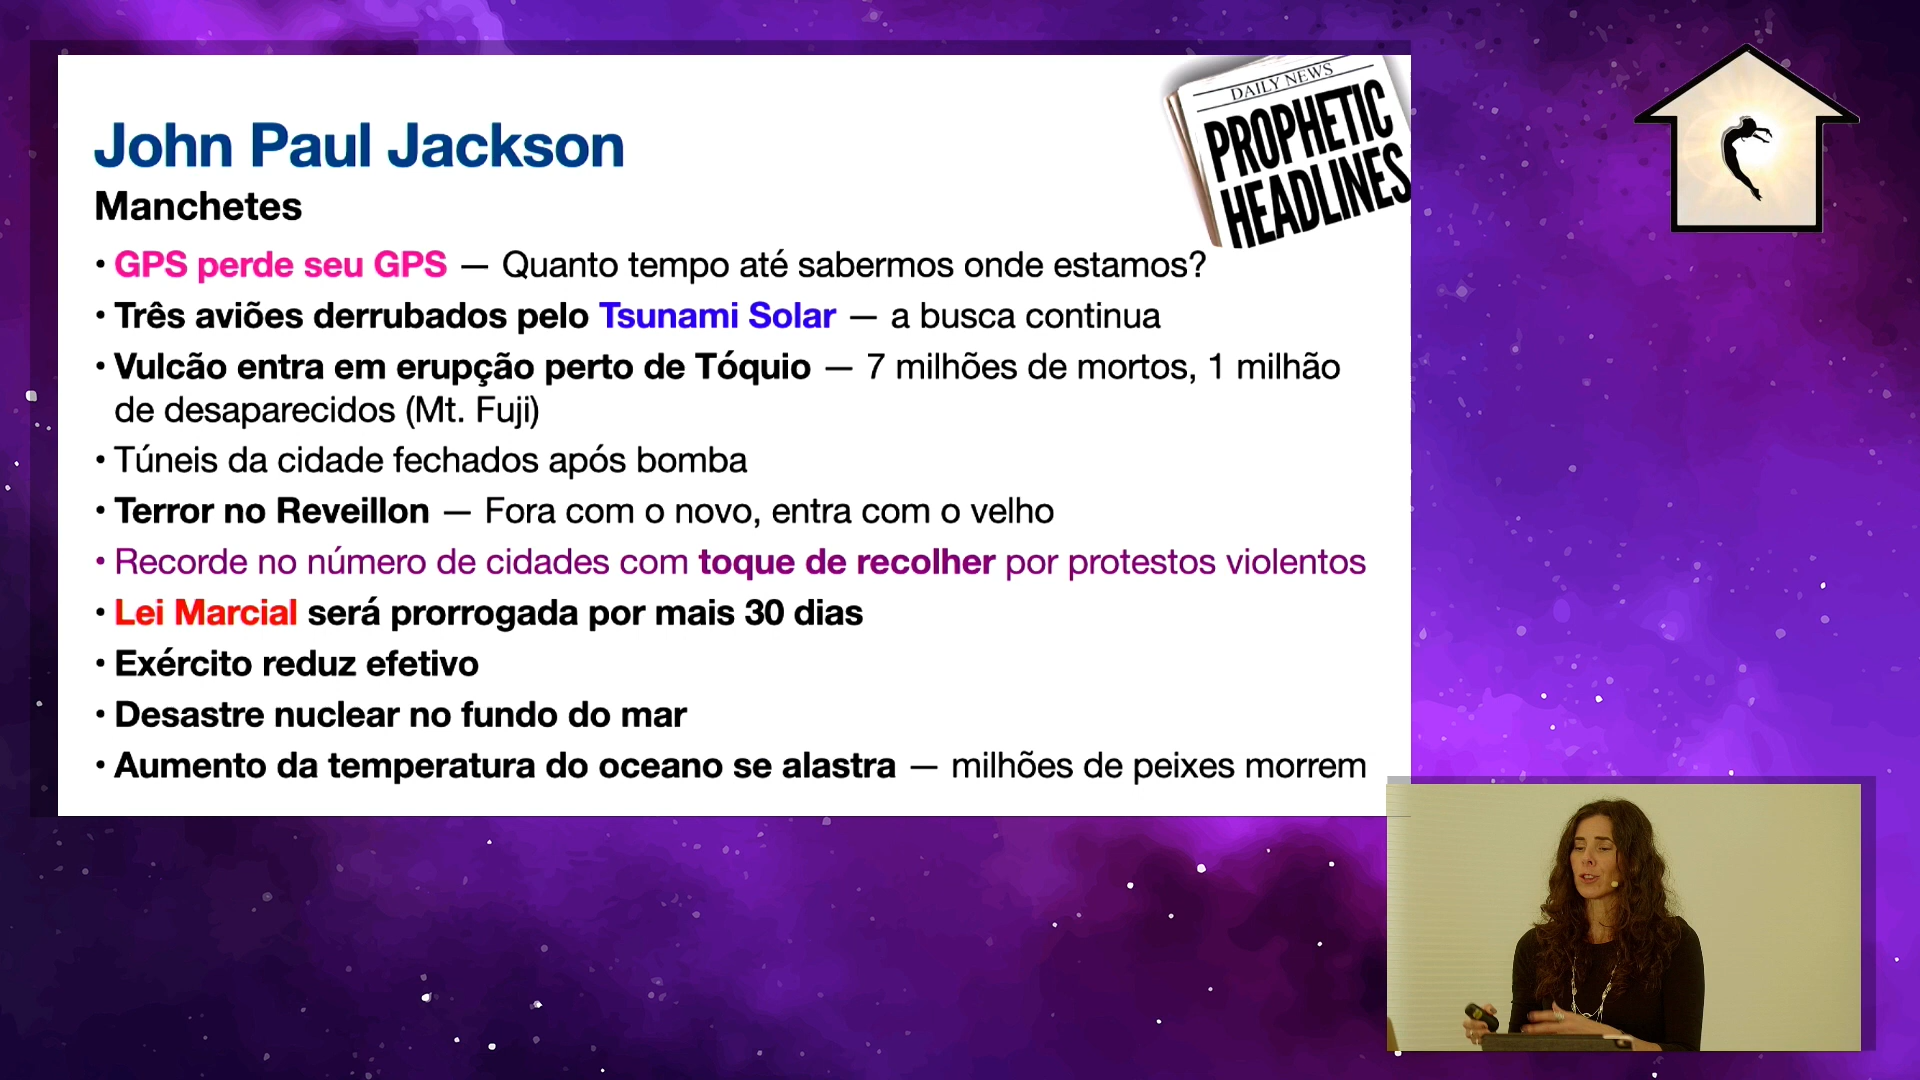 DAILY NEWS
PROPHETIC
HEADLINES
John Paul Jackson
Manchetes
• GPS perde seu GPS — Quanto tempo até sabermos onde estamos?
• Três aviões derrubados pelo Tsunami Solar — a busca continua
• Vulcão entra em erupção perto de Tóquio — 7 milhões de mortos, 1 milhão
de desaparecidos (Mt. Fuji)
• Túneis da cidade fechados após bomba
• Terror no Reveillon — Fora com o novo, entra com o velho
• Recorde no número de cidades com toque de recolher por protestos violentos
• Lei Marcial será prorrogada por mais 30 dias
• Exército reduz efetivo
• Desastre nuclear no fundo do mar
• Aumento da temperatura do oceano se alastra — milhões de peixes morrem